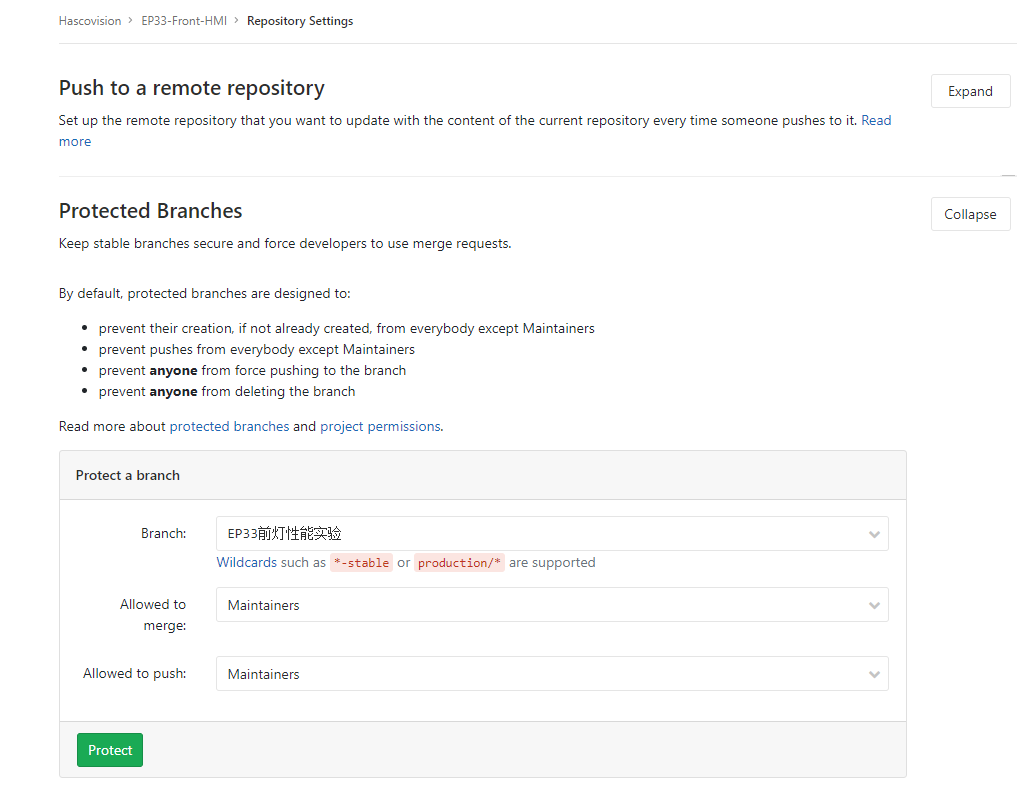 Hascovision > EP33-Front-HMI > Repository Settings
Push to a remote repository
Expand
Set up the remote repository that you want to update with the content of the current repository every time someone pushes to it. Read
more
Protected Branches
Collapse
Keep stable branches secure and force developers to use merge requests.
By default, protected branches are designed to:
• prevent their creation, if not already created, from everybody except Maintainers
• prevent pushes from everybody except Maintainers
• prevent anyone from force pushing to the branch
• prevent anyone from deleting the branch
Read more about protected branches and project permissions.
Protect a branch
Branch: EP33前灯性能实验
Wildcards such as *-stable or production/* are supported
Allowed to Maintainers
merge:
Allowed to push: Maintainers
Protect